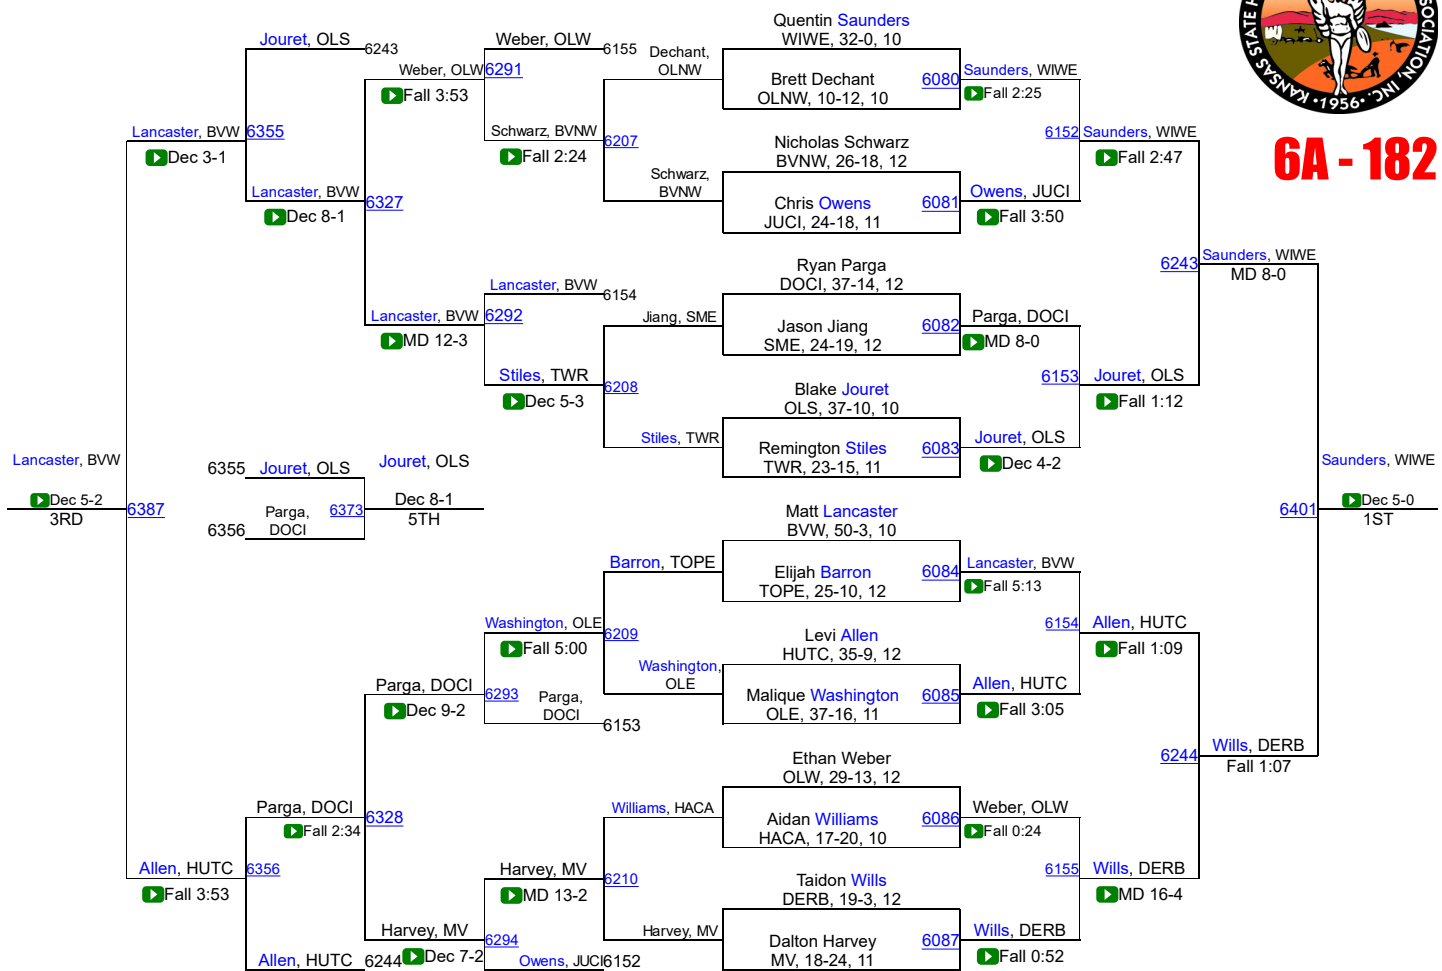 KANSAS STATE H
SSOCIATION, INC.
•1956•
6A - 182
Jouret, OLS
6243
Weber, OLW
6291
Fall 3:53
Lancaster, BVW
6355
Dec 3-1
Lancaster, BVW
6327
Dec 8-1
Lancaster, BVW
MD 12-3
Weber, OLW
6155
Schwarz, BVNW
6207
Fall 2:24
Lancaster, BVW
6154
6292
Stiles, TWR
6208
Dec 5-3
Dechant,
OLNW
Schwarz,
BVNW
Jiang, SME
Stiles, TWR
Quentin Saunders
WIWE, 32-0, 10
Brett Dechant
OLNW, 10-12, 10
6080
Nicholas Schwarz
BVNW, 26-18, 12
Chris Owens
JUCI, 24-18, 11
6081
Ryan Parga
DOCI, 37-14, 12
Jason Jiang
SME, 24-19, 12
6082
Blake Jouret
OLS, 37-10, 10
Remington Stiles
TWR, 23-15, 11
6083
Saunders, WIWE
Fall 2:25
6152
Owens, JUCI
Fall 3:50
Parga, DOCI
MD 8-0
6153
Jouret, OLS
Dec 4-2
Saunders, WIWE
Fall 2:47
6243
Jouret, OLS
Fall 1:12
Saunders, WIWE
MD 8-0
Lancaster, BVW
Dec 5-2
3RD
6387
6355
Jouret, OLS
6356
Parga,
DOCI
6373
Jouret, OLS
Dec 8-1
5TH
Saunders, WIWE
6401
Dec 5-0
1ST
Matt Lancaster
BVW, 50-3, 10
Elijah Barron
TOPE, 25-10, 12
6084
Levi Allen
HUTC, 35-9, 12
Malique Washington
OLE, 37-16, 11
6085
Ethan Weber
OLW, 29-13, 12
Aidan Williams
HACA, 17-20, 10
6086
Taidon Wills
DERB, 19-3, 12
Dalton Harvey
MV, 18-24, 11
6087
Lancaster, BVW
Fall 5:13
6154
Allen, HUTC
Fall 3:05
Weber, OLW
Fall 0:24
6155
Wills, DERB
Fall 0:52
Allen, HUTC
Fall 1:09
6244
Wills, DERB
MD 16-4
Wills, DERB
Fall 1:07
Barron, TOPE
Washington,
OLE
Williams, HACA
Harvey, MV
Washington, OLE
6209
Fall 5:00
6293
Parga,
DOCI
6153
Harvey, MV
6210
MD 13-2
6294
Owens, JUCI
6152
Parga, DOCI
Dec 9-2
Harvey, MV
Dec 7-2
Parga, DOCI
6328
Fall 2:34
Allen, HUTC
6244
Allen, HUTC
6356
Fall 3:53